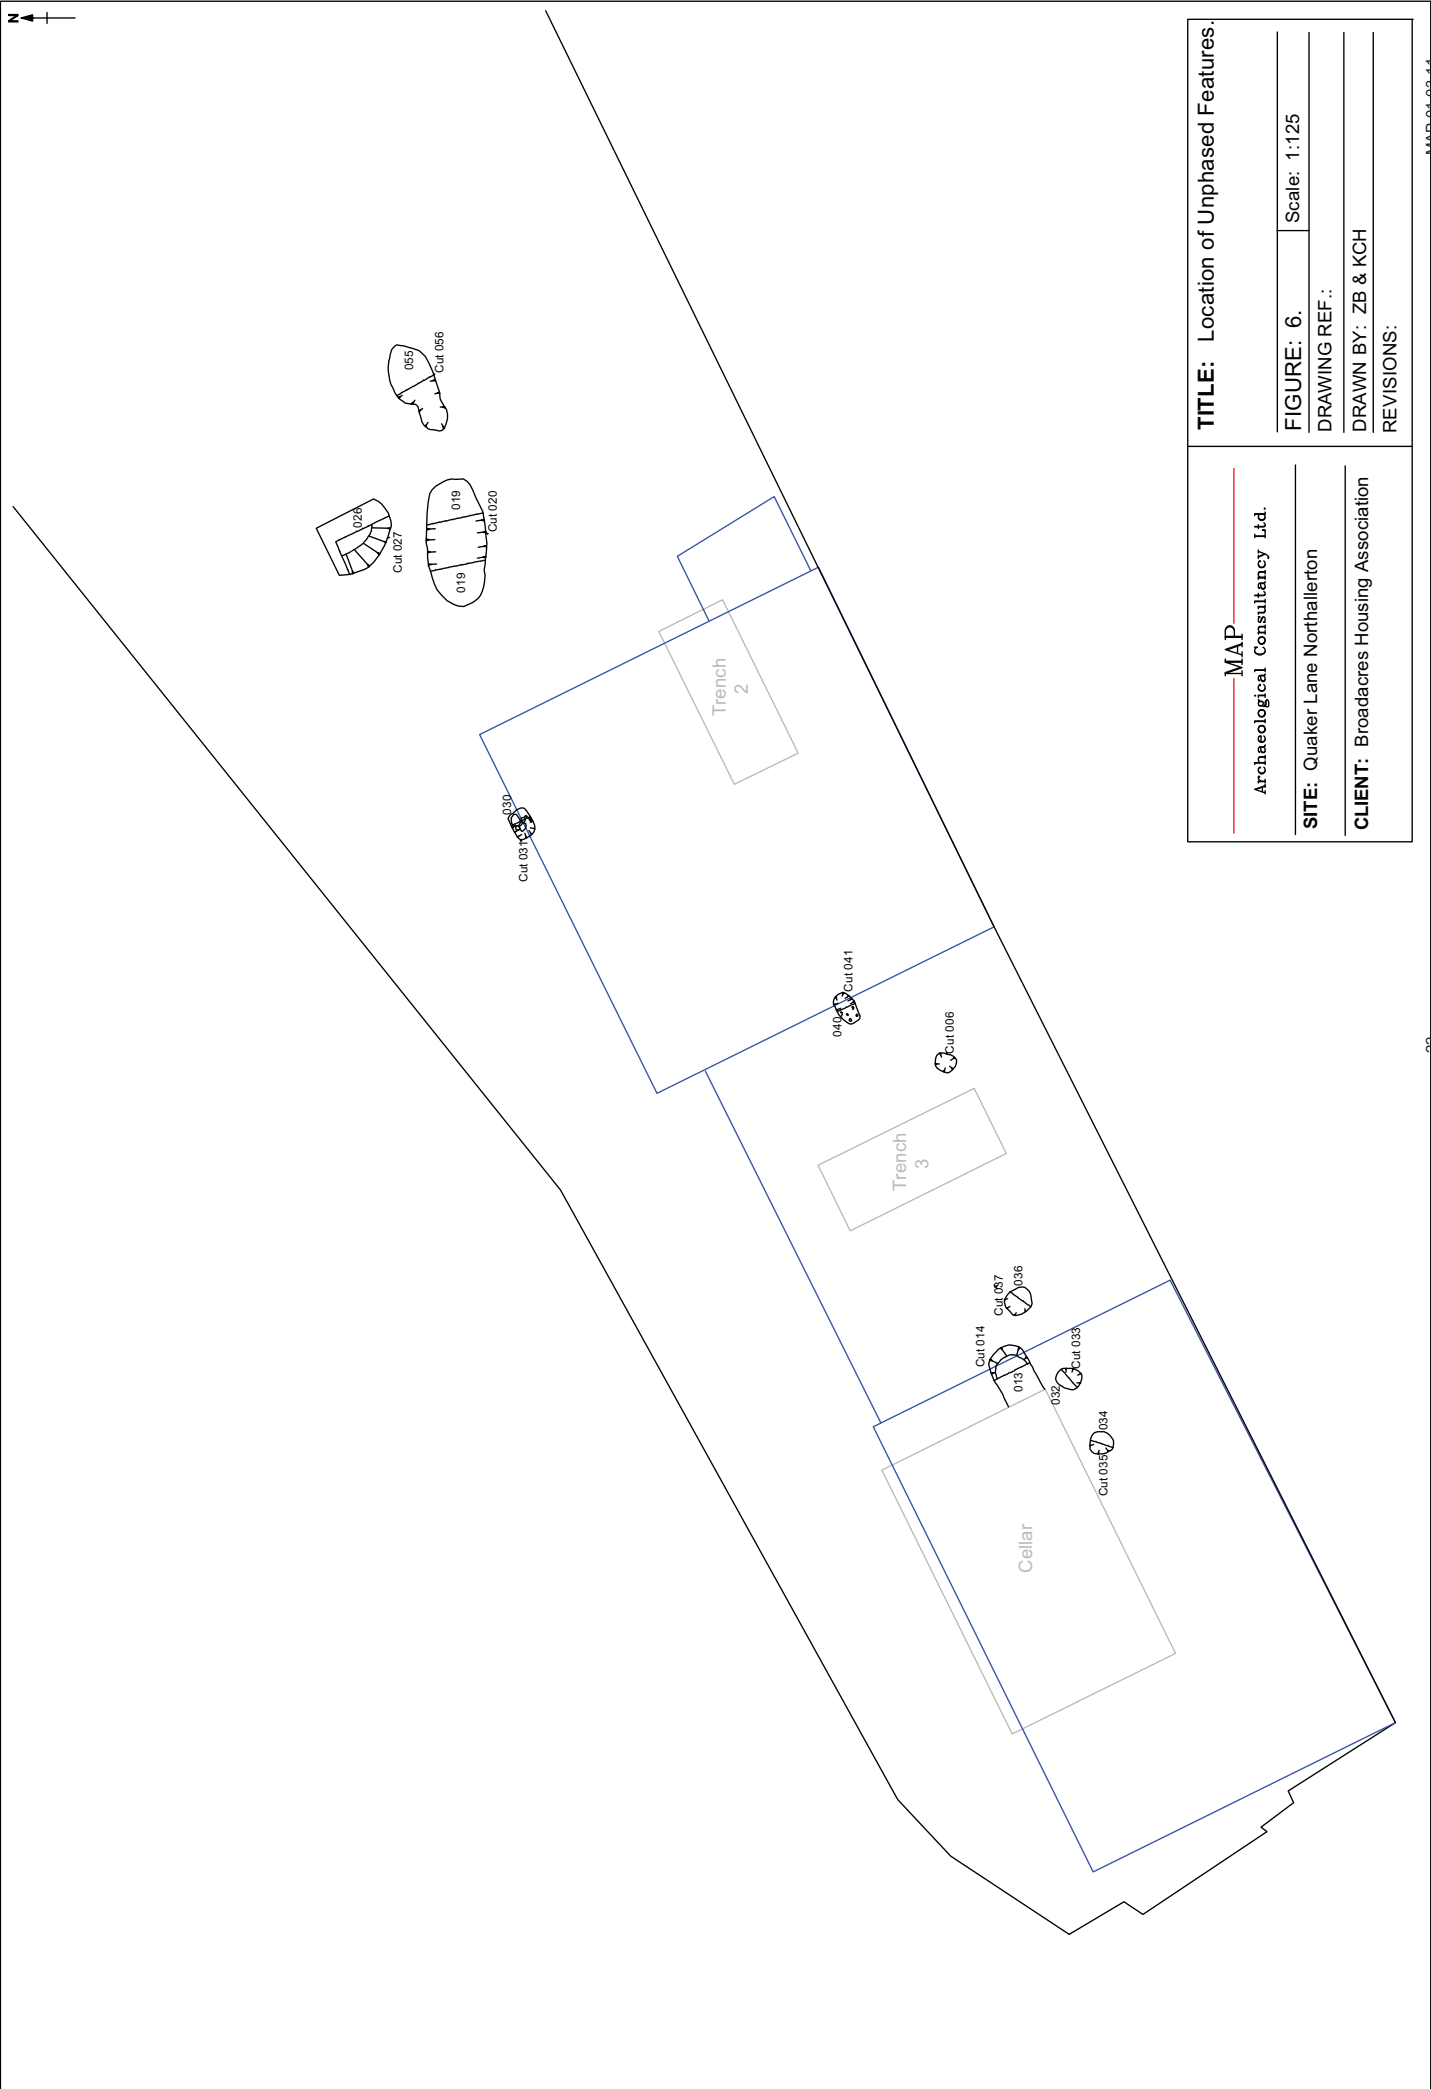 N
026
Cut 027
019
019
Cut 020
055
Cut 056
030
Cut 031
Trench
2
040
Cut 041
Cut 006
Trench
3
Cut 037
036
Cut 014
013
032
Cut 033
034
Cut 035
Cellar
MAP
Archaeological Consultancy Ltd.
SITE: Quaker Lane Northallerton
CLIENT: Broadacres Housing Association
TITLE: Location of Unphased Features.
FIGURE: 6.
Scale: 1:125
DRAWING REF.:
DRAWN BY: ZB & KCH
REVISIONS: